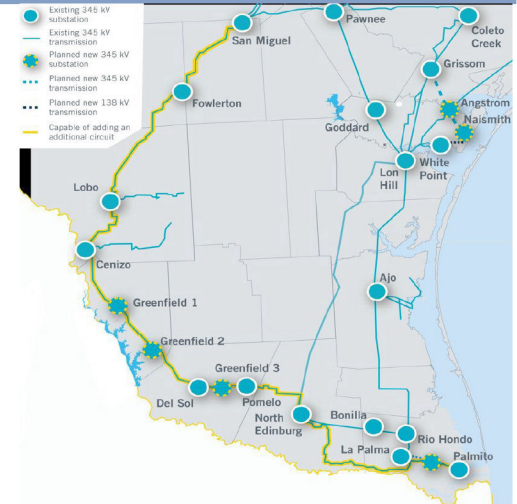 Existing 345 kV
substation
Existing 345 kV
transmission
Planned new 345 kV
substation
Planned new 345 kV
transmission
Planned new 138 kV
transmission
Capable of adding an
additional circuit
Pawnee
San Miguel
Coleto
Creek
Grissom
Fowlerton
Angstrom
Naismith
Goddard
Lon
Hill
White
Point
Lobo
Cenizo
Ajo
Greenfield 1
Greenfield 2
Greenfield 3
Del Sol
Pomelo
North
Edinburg
Bonilla
Rio Hondo
La Palma
Palmito